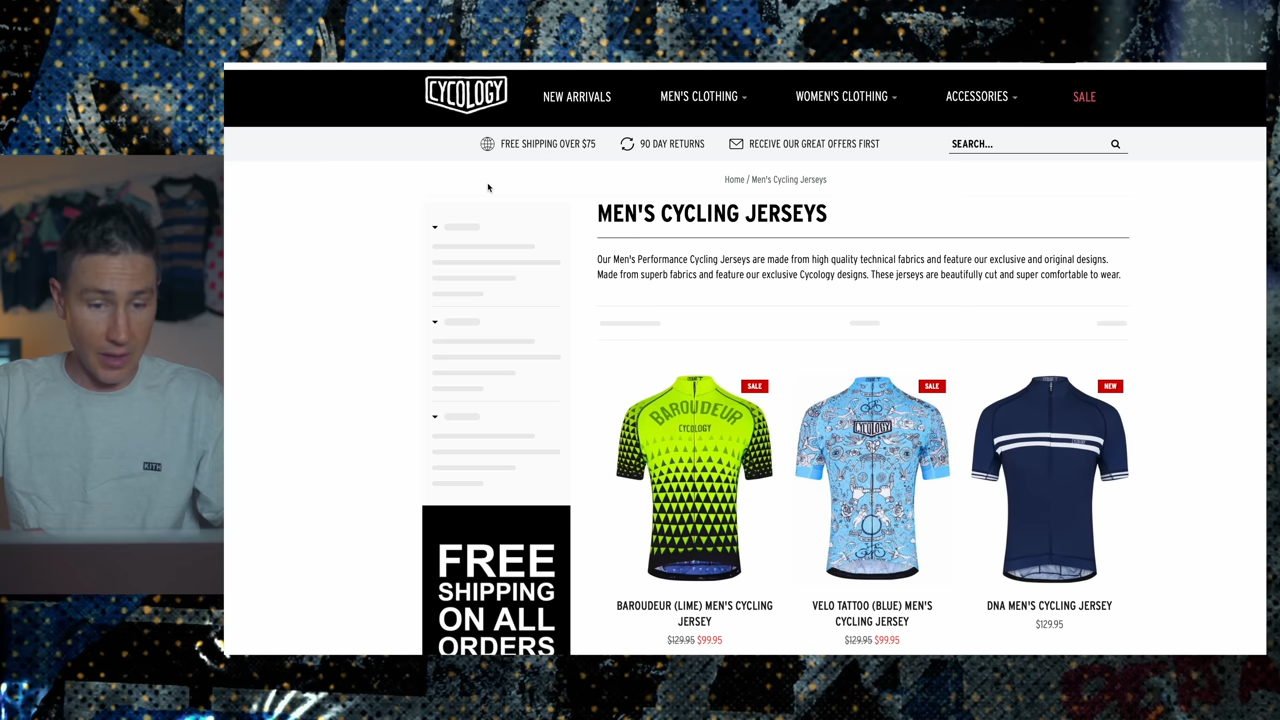 CYCOLOGY
NEW ARRIVALS
MEN'S CLOTHING
WOMEN'S CLOTHING
ACCESSORIES
SALE
FREE SHIPPING OVER $75
90 DAY RETURNS
RECEIVE OUR GREAT OFFERS FIRST
SEARCH...
Home / Men's Cycling Jerseys
MEN'S CYCLING JERSEYS
Our Men's Performance Cycling Jerseys are made from high quality technical fabrics and feature our exclusive and original designs.
Made from superb fabrics and feature our exclusive Cycology designs. These jerseys are beautifully cut and super comfortable to wear.
KITH
FREE
SHIPPING
ON ALL
ORDERS
SALE
BAROUDEUR
CYCOLOGY
BAROUDEUR (LIME) MEN'S CYCLING
JERSEY
$129.95 $99.95
SALE
CYCOLOGY
VELO TATTOO (BLUE) MEN'S
CYCLING JERSEY
$129.95 $99.95
NEW
DNA MEN'S CYCLING JERSEY
$129.95